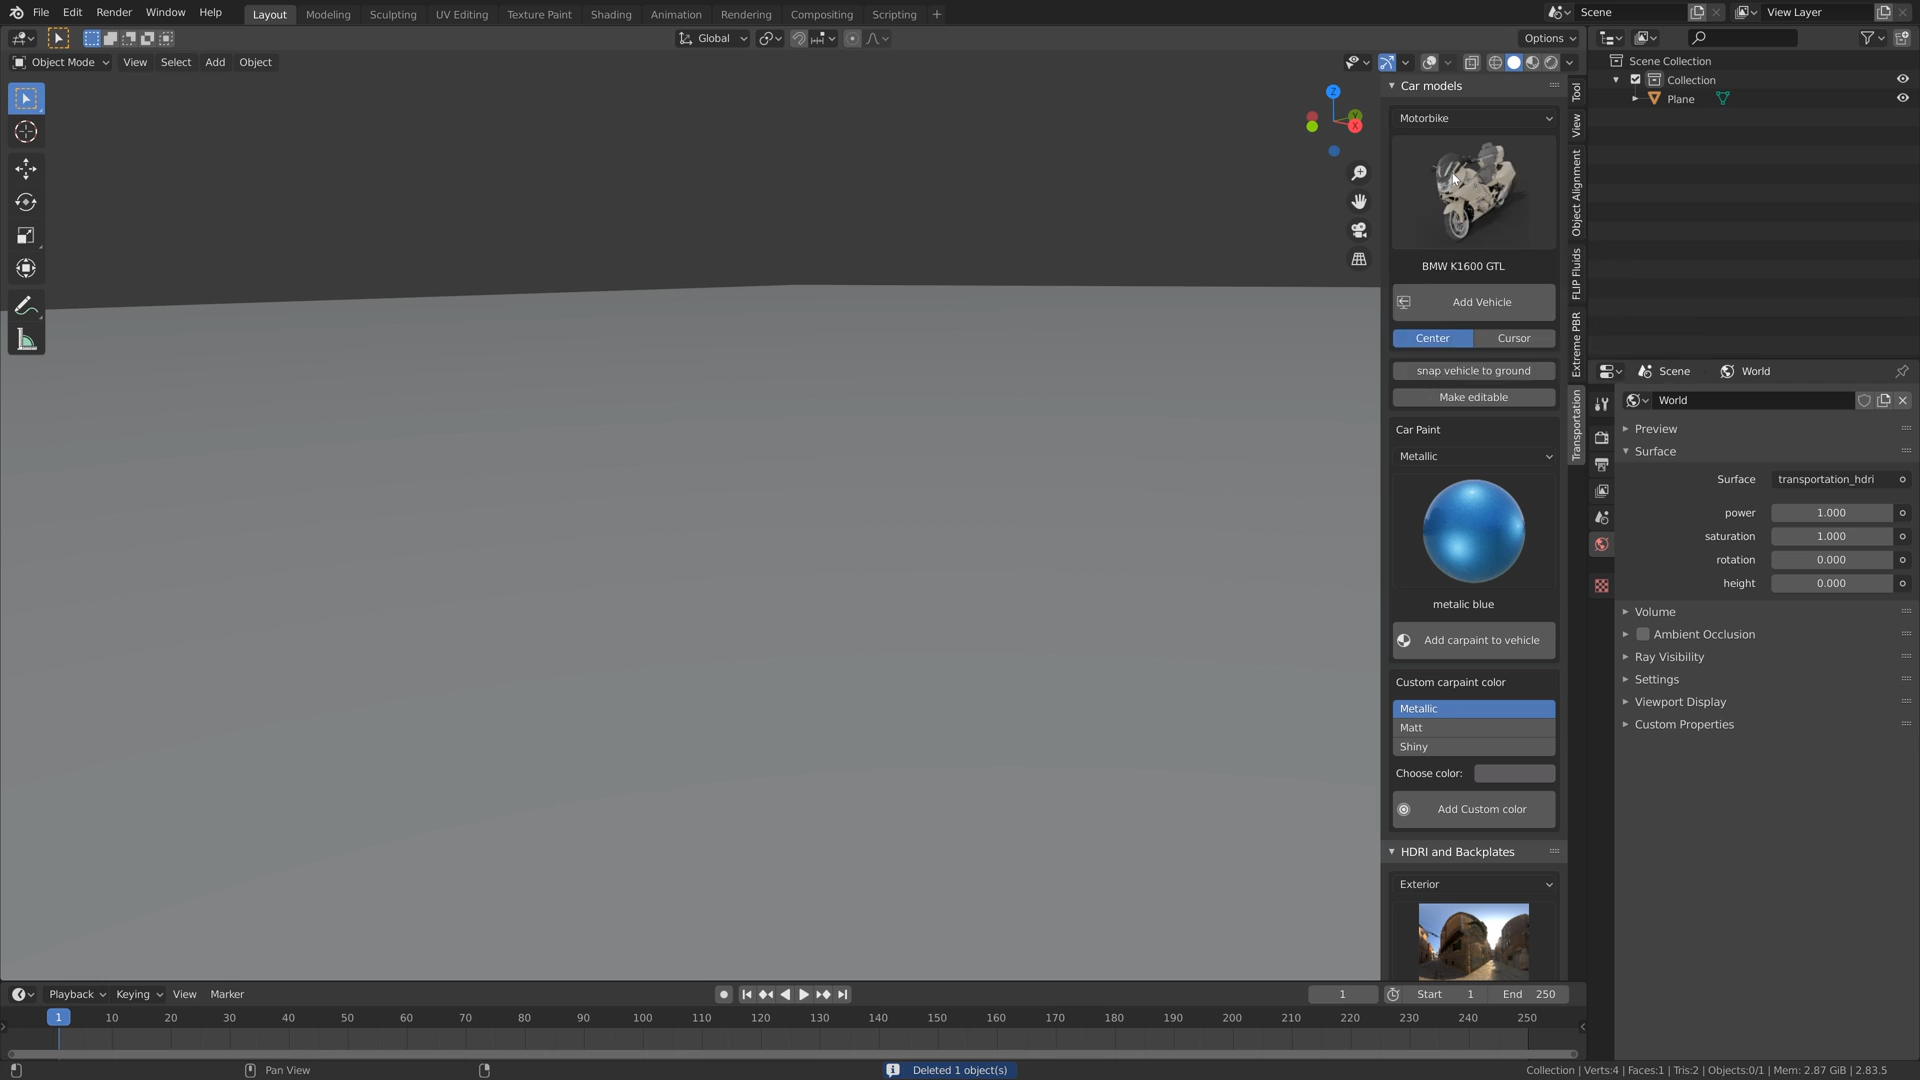 File Edit Render Window Help Layout Modeling Sculpting UV Editing Texture Paint Shading Animation Rendering Compositing Scripting + Scene View Layer
Global Options
Object Mode View Select Add Object
Scene Collection
Collection
Plane
Z
Y
X
Tool
View
Object Alignment
FLIP Fluids
Extreme PBR
Transportation
Car models
Motorbike
BMW K1600 GTL
Add Vehicle
Center Cursor
snap vehicle to ground
Make editable
Car Paint
Metallic
metalic blue
Add carpaint to vehicle
Custom carpaint color
Metallic
Matt
Shiny
Choose color:
Add Custom color
HDRI and Backplates
Exterior
Scene World
World
Preview
Surface
Surface transportation_hdri
power 1.000
saturation 1.000
rotation 0.000
height 0.000
Volume
Ambient Occlusion
Ray Visibility
Settings
Viewport Display
Custom Properties
Playback Keying View Marker 1 Start 1 End 250
1 10 20 30 40 50 60 70 80 90 100 110 120 130 140 150 160 170 180 190 200 210 220 230 240 250
Pan View Deleted 1 object(s) Collection | Verts:4 | Faces:1 | Tris:2 | Objects:0/1 | Mem: 2.87 GiB | 2.83.5